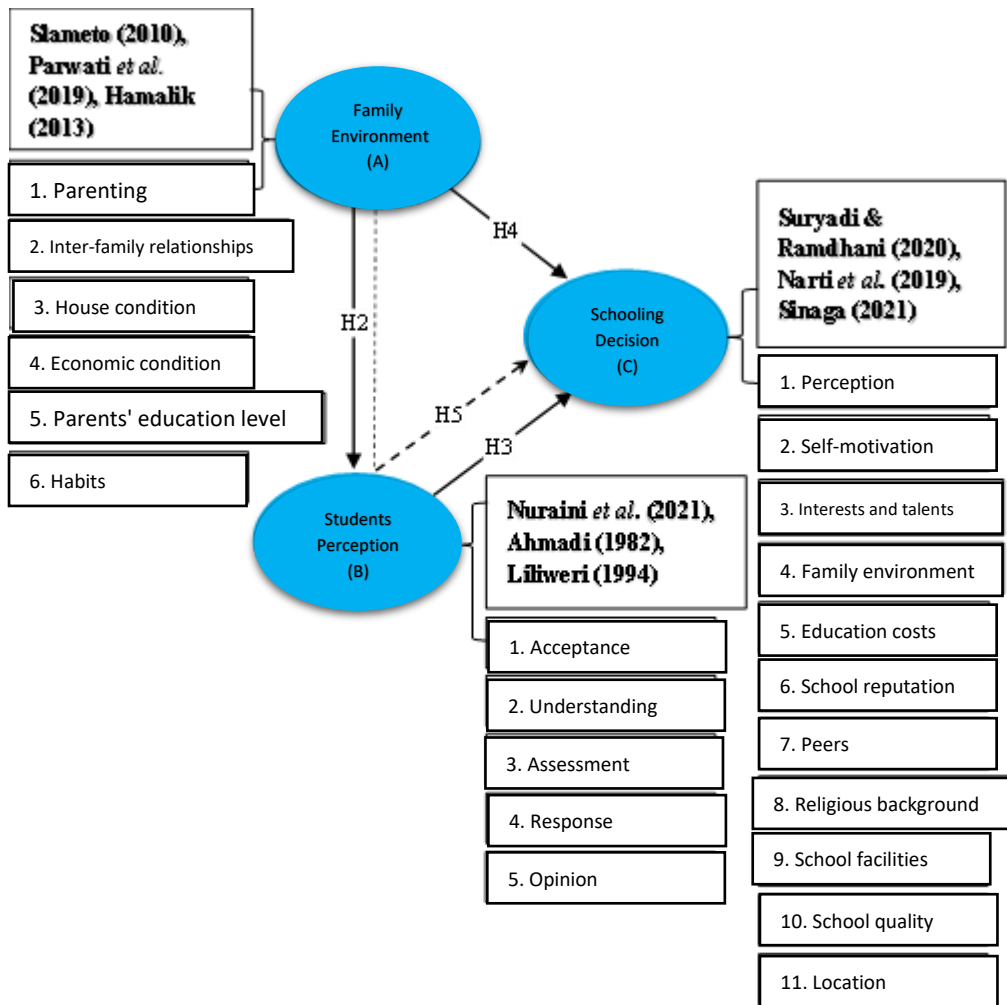 Slameto (2010),
Parwati et al.
(2019), Hamalik
(2013)
1. Parenting
2. Inter-family relationships
3. House condition
4. Economic condition
5. Parents' education level
6. Habits
Family
Environment
(A)
H4
H2
H5
H3
Schooling
Decision
(C)
Students
Perception
(B)
Nuraini et al. (2021),
Ahmadi (1982),
Liliweri (1994)
1. Acceptance
2. Understanding
3. Assessment
4. Response
5. Opinion
Suryadi &
Ramdhani (2020),
Narti et al. (2019),
Sinaga (2021)
1. Perception
2. Self-motivation
3. Interests and talents
4. Family environment
5. Education costs
6. School reputation
7. Peers
8. Religious background
9. School facilities
10. School quality
11. Location